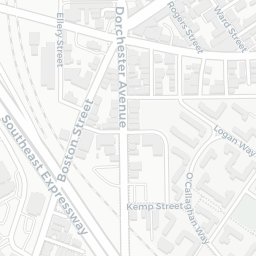 Ellery Street
Dorchester Avenue
Rogers Street
Ward Street
Boston Street
Southeast Expressway
Logan Way
Kemp Street
O'Callaghan Way